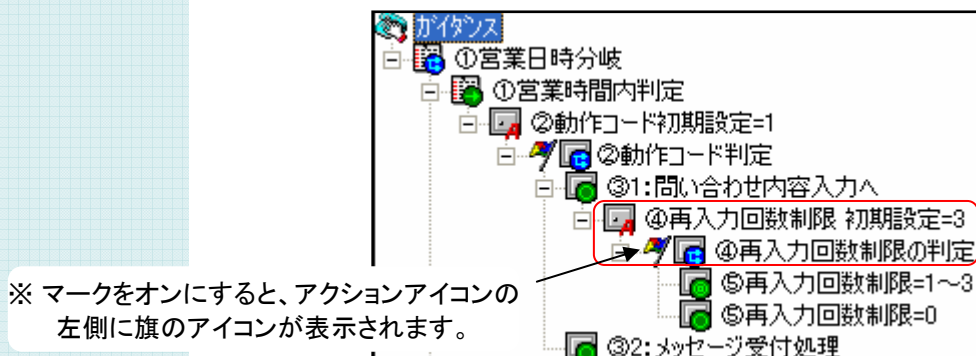 ガイダンス
①営業日時分岐
①営業時間内判定
②動作コード初期設定=1
②動作コード判定
③1:問い合わせ内容入力へ
④再入力回数制限 初期設定=3
④再入力回数制限の判定
⑤再入力回数制限=1～3
⑤再入力回数制限=0
③2:メッセージ受付処理
※ マークをオンにすると、アクションアイコンの
左側に旗のアイコンが表示されます。